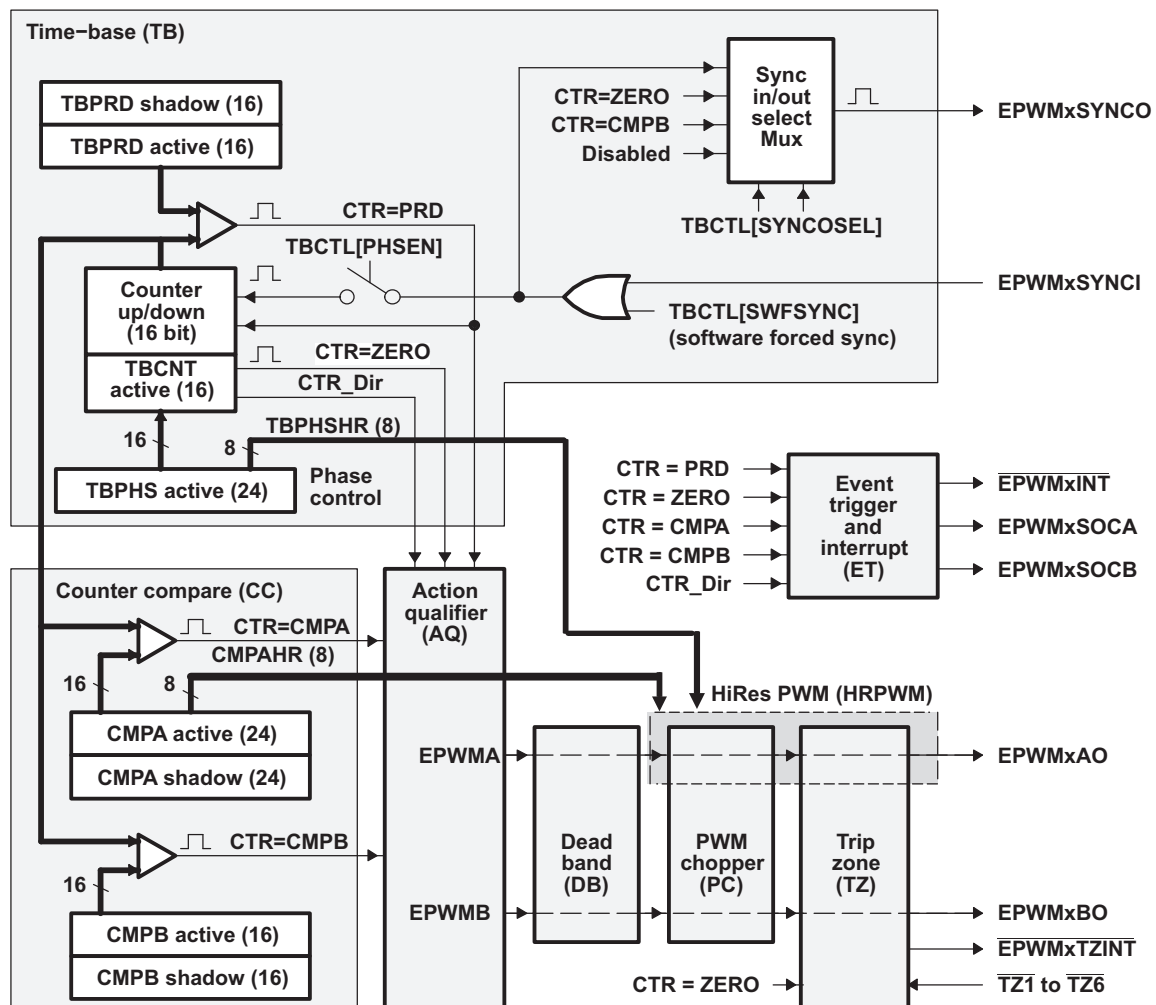 Time−base (TB)
TBPRD shadow (16)
TBPRD active (16)
CTR=ZERO
CTR=CMPB
Disabled
Sync
in/out
select
Mux
EPWMxSYNCO
TBCTL[SYNCOSEL]
CTR=PRD
TBCTL[PHSEN]
Counter
up/down
(16 bit)
EPWMxSYNCI
TBCTL[SWFSYNC]
(software forced sync)
CTR=ZERO
TBCNT
active (16)
CTR_Dir
16
8
TBPHSHR (8)
TBPHS active (24)
Phase
control
CTR = PRD
CTR = ZERO
CTR = CMPA
CTR = CMPB
CTR_Dir
Event
trigger
and
interrupt
(ET)
EPWMxINT
EPWMxSOCA
EPWMxSOCB
Counter compare (CC)
Action
qualifier
(AQ)
CTR=CMPA
CMPAHR (8)
16
8
HiRes PWM (HRPWM)
CMPA active (24)
CMPA shadow (24)
EPWMA
EPWMxAO
CTR=CMPB
16
Dead
band
(DB)
PWM
chopper
(PC)
Trip
zone
(TZ)
CMPB active (16)
CMPB shadow (16)
EPWMB
EPWMxBO
EPWMxTZINT
CTR = ZERO
TZ1 to TZ6